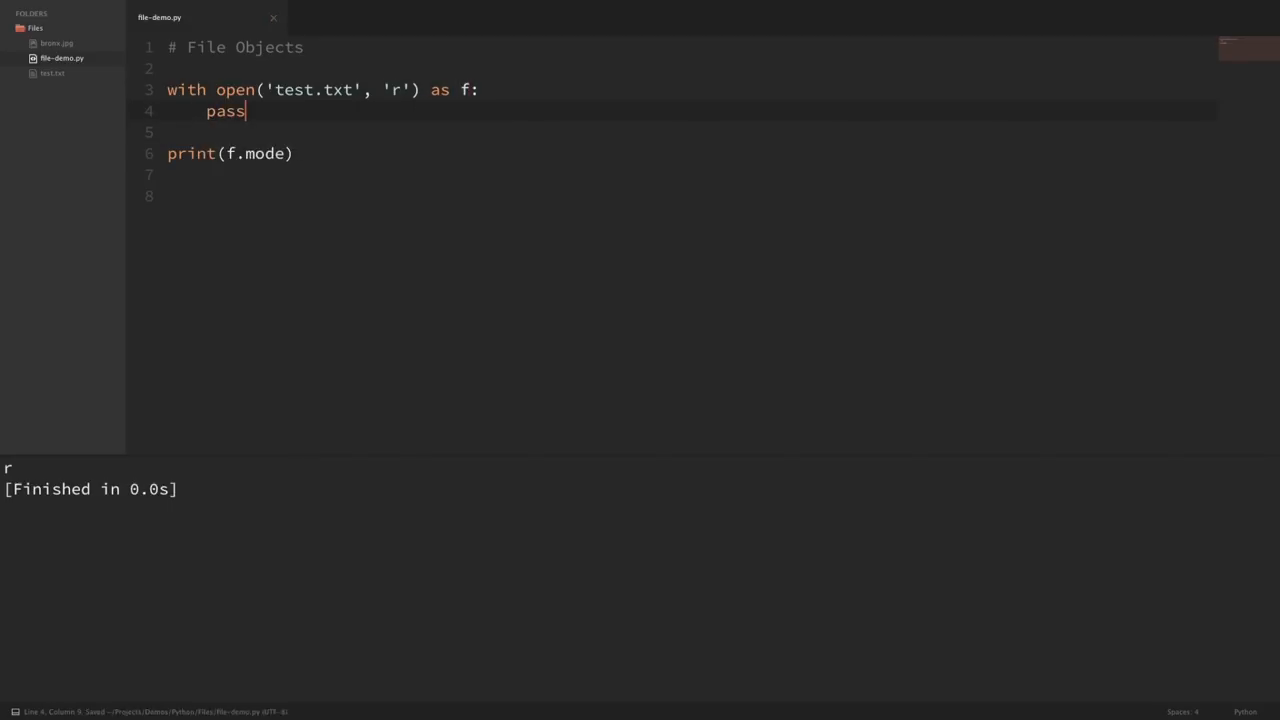 FOLDERS
Files
bronx.jpg
file-demo.py
test.txt
file-demo.py
1 # File Objects
2
3 with open('test.txt', 'r') as f:
4     pass
5
6 print(f.mode)
7
8
r
[Finished in 0.0s]
Line 4, Column 9. Saved ~/Projects/Demos/Python/Files/file-demo.py (UTF-8)
Spaces: 4
Python